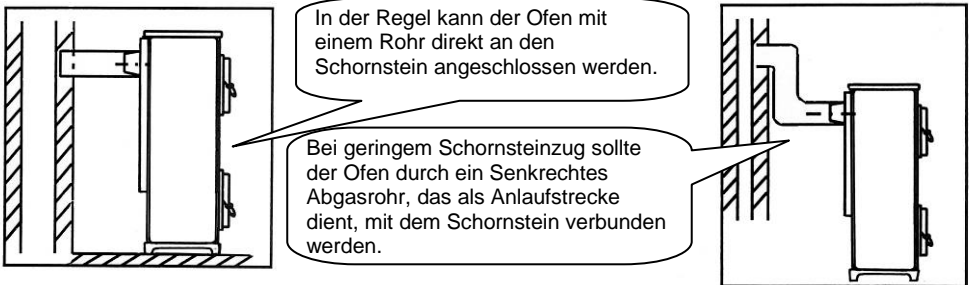 In der Regel kann der Ofen mit
einem Rohr direkt an den
Schornstein angeschlossen werden.
Bei geringem Schornsteinzug sollte
der Ofen durch ein Senkrechtes
Abgasrohr, das als Anlaufstrecke
dient, mit dem Schornstein verbunden
werden.